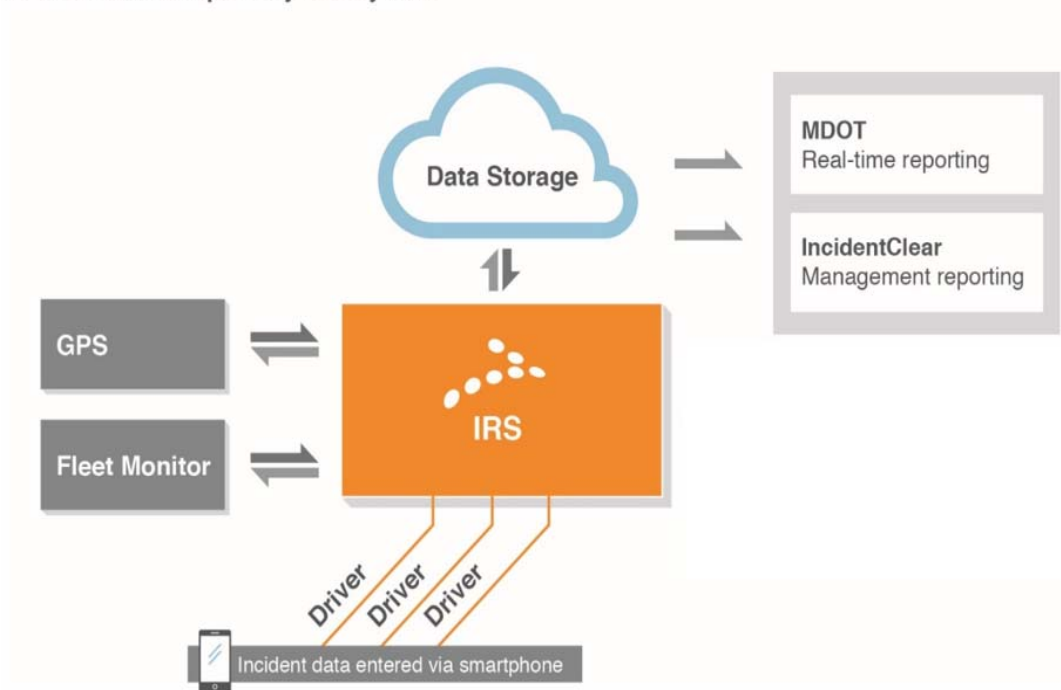 Data Storage
MDOT
Real-time reporting
IncidentClear
Management reporting
GPS
Fleet Monitor
IRS
Driver
Driver
Driver
Incident data entered via smartphone